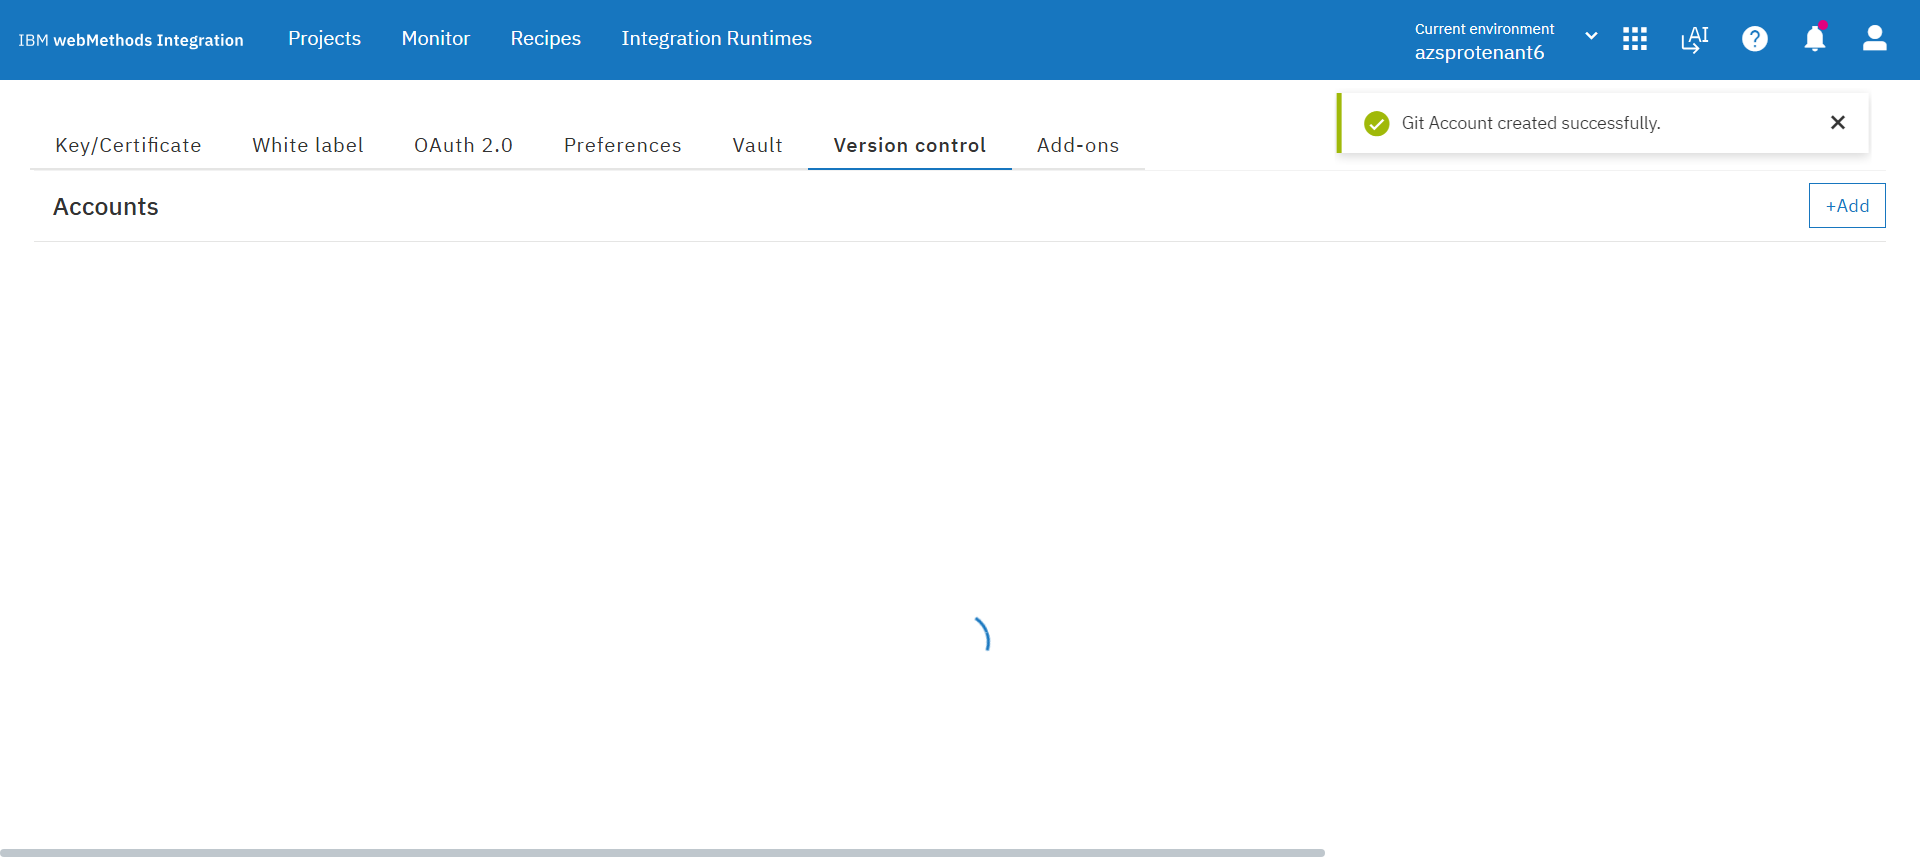 IBM webMethods Integration
Projects
Monitor
Recipes
Integration Runtimes
Current environment
azsprotenant6
AI
?
Git Account created successfully.
Key/Certificate
White label
OAuth 2.0
Preferences
Vault
Version control
Add-ons
Accounts
+Add